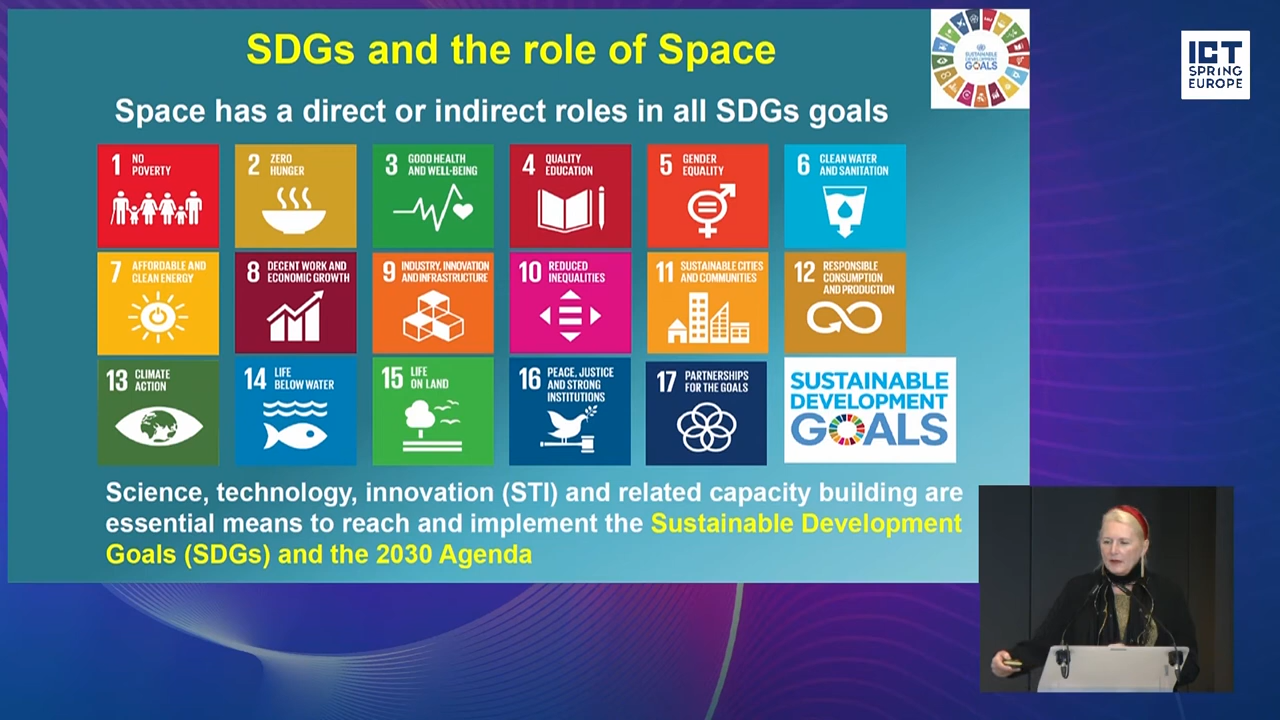 SDGs and the role of Space
SUSTAINABLE
DEVELOPMENT
GOALS
ICT
SPRING
EUROPE
Space has a direct or indirect roles in all SDGs goals
1 NO
POVERTY
2 ZERO
HUNGER
3 GOOD HEALTH
AND WELL-BEING
4 QUALITY
EDUCATION
5 GENDER
EQUALITY
6 CLEAN WATER
AND SANITATION
7 AFFORDABLE AND
CLEAN ENERGY
8 DECENT WORK AND
ECONOMIC GROWTH
9 INDUSTRY, INNOVATION
AND INFRASTRUCTURE
10 REDUCED
INEQUALITIES
11 SUSTAINABLE CITIES
AND COMMUNITIES
12 RESPONSIBLE
CONSUMPTION
AND PRODUCTION
13 CLIMATE
ACTION
14 LIFE
BELOW WATER
15 LIFE
ON LAND
16 PEACE, JUSTICE
AND STRONG
INSTITUTIONS
17 PARTNERSHIPS
FOR THE GOALS
SUSTAINABLE
DEVELOPMENT
GOALS
Science, technology, innovation (STI) and related capacity building are
essential means to reach and implement the Sustainable Development
Goals (SDGs) and the 2030 Agenda